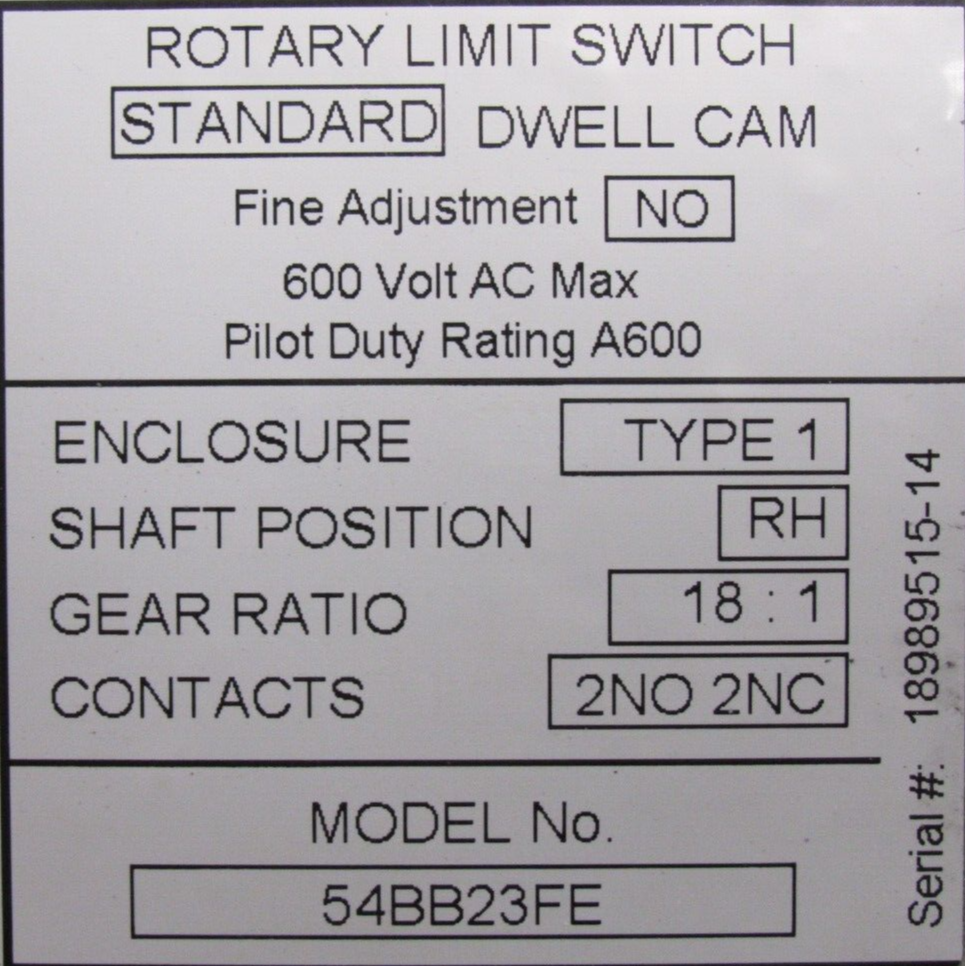 ROTARY LIMIT SWITCH
STANDARD DWELL CAM
Fine Adjustment NO
600 Volt AC Max
Pilot Duty Rating A600
ENCLOSURE TYPE 1
SHAFT POSITION RH
GEAR RATIO 18 : 1
CONTACTS 2NO 2NC
Serial #: 18989515-14
MODEL No.
54BB23FE